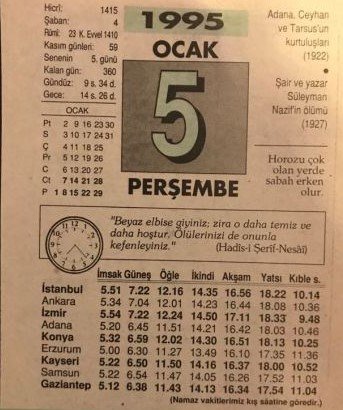 Hicrî: 1415
Şaban: 4
Rûmî: 23 K. Evvel 1410
Kasım günleri: 59
Senenin 5. günü
Kalan gün: 360
Gündüz: 9 s. 34 d.
Gece: 14 s. 26 d.
OCAK
Pt 2 9 16 23 30
S 3 10 17 24 31
Ç 4 11 18 25
Pr 5 12 19 26
C 6 13 20 27
Ct 7 14 21 28
P 1 8 15 22 29
1995
OCAK
5
PERŞEMBE
Adana, Ceyhan
ve Tarsus'un
kurtuluşları
(1922)
•
Şair ve yazar
Süleyman
Nazif'in ölümü
(1927)
Horozu çok
olan yerde
sabah erken
olur.
"Beyaz elbise giyiniz; zira o daha temiz ve
daha hoştur. Ölülerinizi de onunla
kefenleyiniz." (Hadîs-i Şerîf-Nesâî)
İmsak Güneş Öğle İkindi Akşam Yatsı Kıble s.
İstanbul 5.51 7.22 12.16 14.35 16.56 18.22 10.14
Ankara 5.34 7.04 12.01 14.23 16.44 18.08 10.36
İzmir 5.54 7.22 12.24 14.50 17.11 18.33 9.48
Adana 5.20 6.45 11.51 14.21 16.42 18.03 10.46
Konya 5.32 6.59 12.02 14.30 16.51 18.13 10.25
Erzurum 5.00 6.30 11.27 13.49 16.10 17.35 11.36
Kayseri 5.22 6.50 11.50 14.16 16.37 18.00 10.52
Samsun 5.22 6.54 11.47 14.05 16.26 17.52 11.03
Gaziantep 5.12 6.38 11.43 14.13 16.34 17.54 11.04
(Namaz vakitlerimiz kış saatine göredir.)